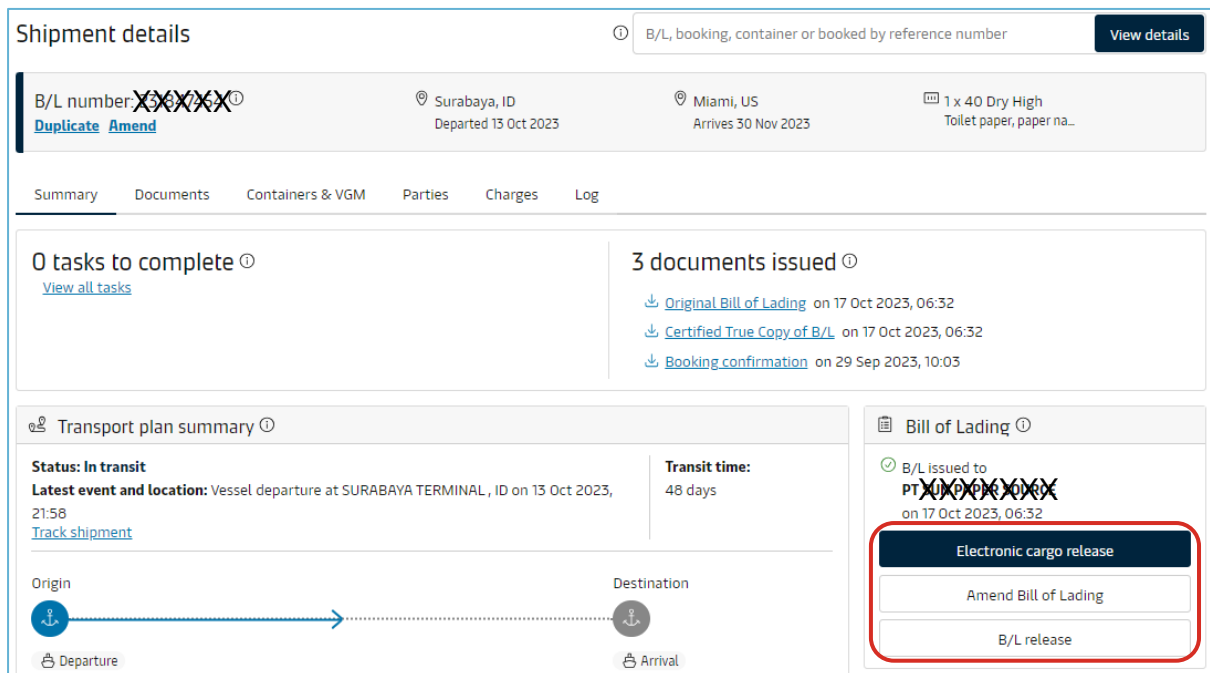 Shipment details
B/L, booking, container or booked by reference number
View details
B/L number:
Duplicate Amend
Surabaya, ID
Departed 13 Oct 2023
Miami, US
Arrives 30 Nov 2023
1 x 40 Dry High
Toilet paper, paper na...
Summary Documents Containers & VGM Parties Charges Log
0 tasks to complete
View all tasks
3 documents issued
Original Bill of Lading on 17 Oct 2023, 06:32
Certified True Copy of B/L on 17 Oct 2023, 06:32
Booking confirmation on 29 Sep 2023, 10:03
Transport plan summary
Status: In transit
Latest event and location: Vessel departure at SURABAYA TERMINAL , ID on 13 Oct 2023,
21:58
Track shipment
Transit time:
48 days
Origin
Destination
Departure
Arrival
Bill of Lading
B/L issued to
PT
on 17 Oct 2023, 06:32
Electronic cargo release
Amend Bill of Lading
B/L release